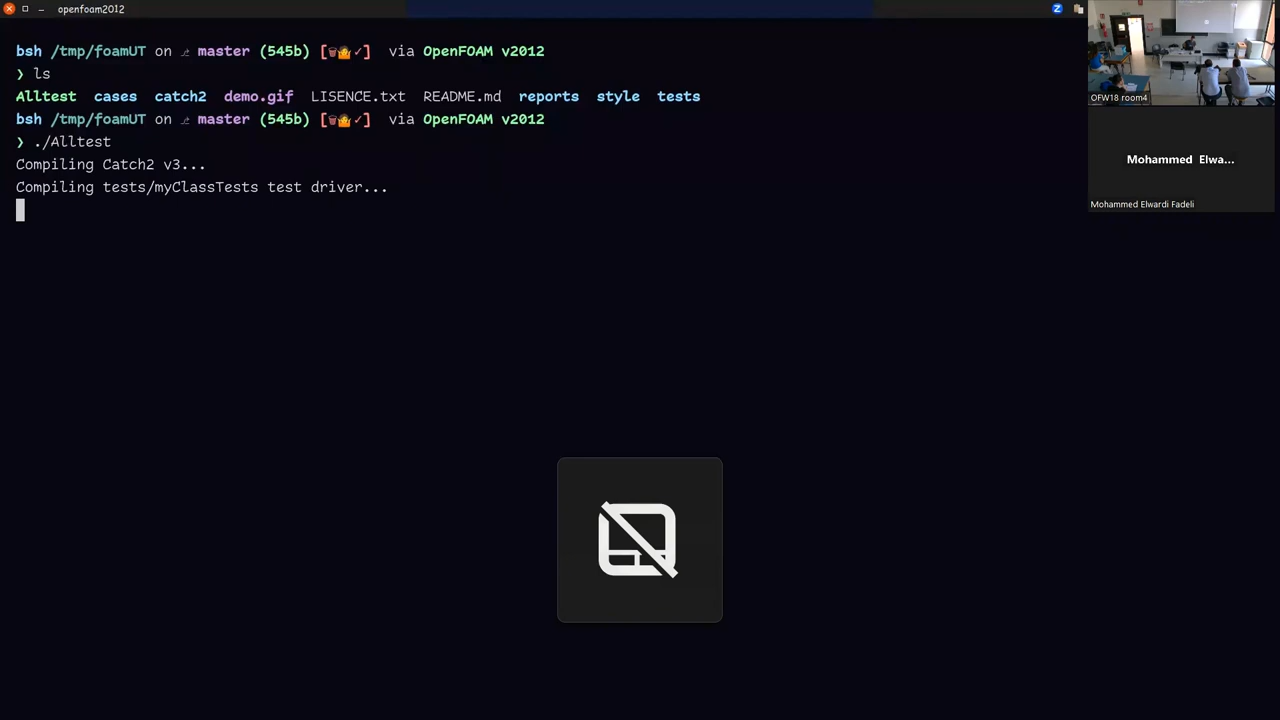 openfoam2012
bsh /tmp/foamUT on master (545b) [🗑🤷✓] via OpenFOAM v2012
❯ ls
Alltest cases catch2 demo.gif LISENCE.txt README.md reports style tests
bsh /tmp/foamUT on master (545b) [🗑🤷✓] via OpenFOAM v2012
❯ ./Alltest
Compiling Catch2 v3...
Compiling tests/myClassTests test driver...
Z
OFW18 room4
Mohammed Elwa...
Mohammed Elwardi Fadeli